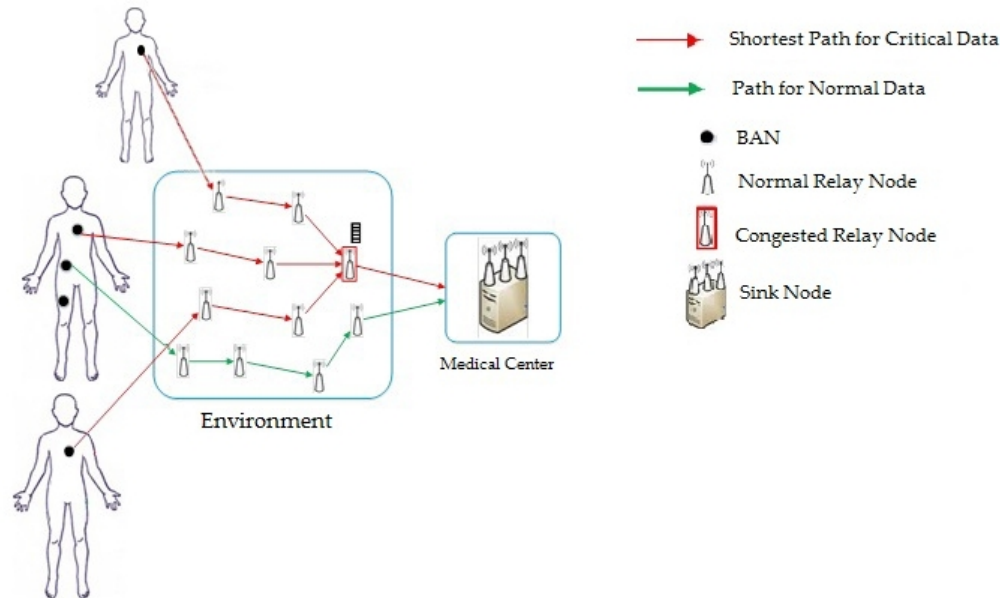 Shortest Path for Critical Data
Path for Normal Data
BAN
Normal Relay Node
Congested Relay Node
Sink Node
Medical Center
Environment